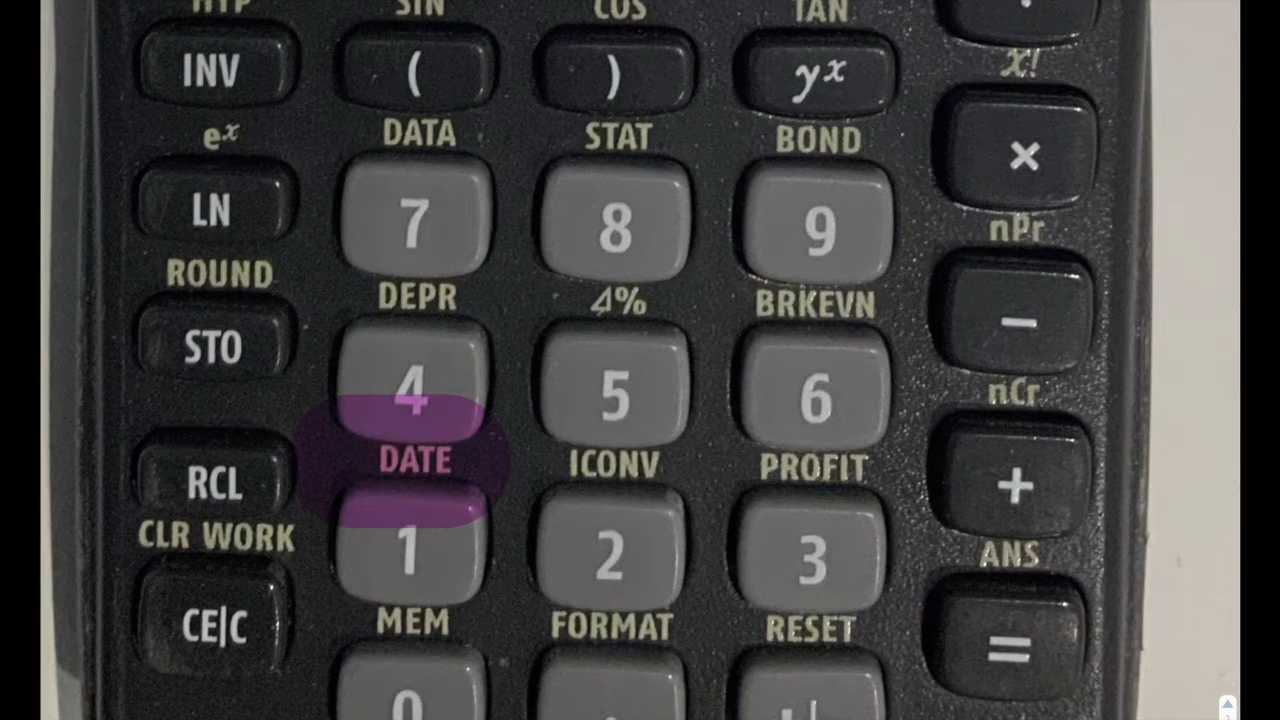 HYP SIN COS TAN
INV ( ) yˣ
x!
eˣ DATA STAT BOND
×
LN 7 8 9
nPr
ROUND DEPR Δ% BRKEVN
−
STO 4 5 6
nCr
DATE ICONV PROFIT
RCL +
CLR WORK 1 2 3
ANS
MEM FORMAT RESET
CE|C =
0 .